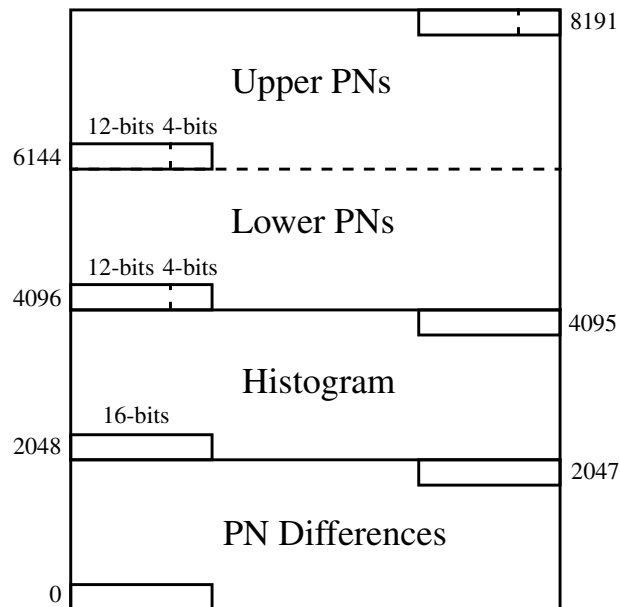 8191
Upper PNs
12-bits 4-bits
6144
Lower PNs
12-bits 4-bits
4096
4095
Histogram
16-bits
2048
2047
PN Differences
0